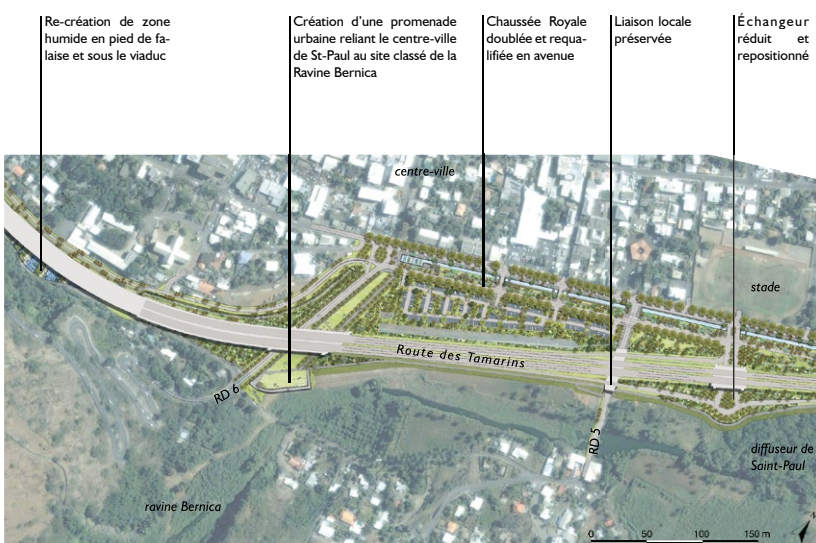 Re-création de zone
humide en pied de fa-
laise et sous le viaduc
Création d'une promenade
urbaine reliant le centre-ville
de St-Paul au site classé de la
Ravine Bernica
Chaussée Royale
doublée et requa-
lifiée en avenue
Liaison locale
préservée
Échangeur
réduit et
repositionné
centre-ville
stade
Route des Tamarins
RD 6
RD 5
diffuseur de
Saint-Paul
ravine Bernica
0 50 100 150 m
N